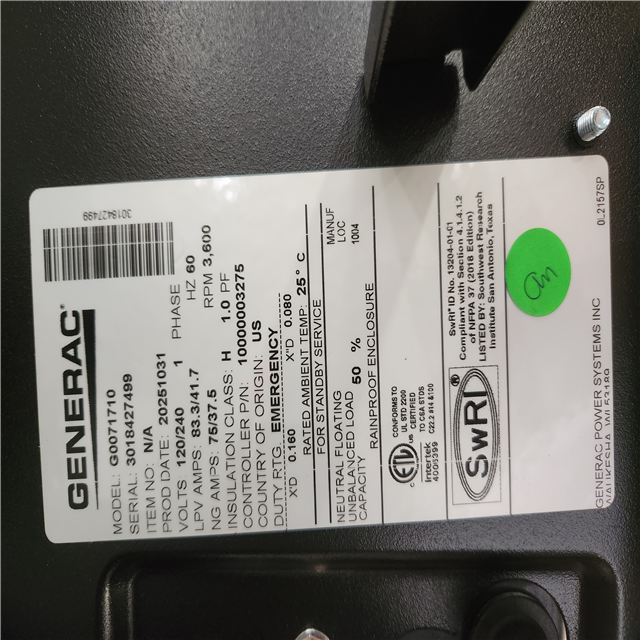 GENERAC®
3018427499
MODEL: G0071710
SERIAL: 3018427499
ITEM NO: N/A
PROD DATE: 20251031
VOLTS 120/240 1 PHASE
LPV AMPS: 83.3/41.7 HZ 60
NG AMPS: 75/37.5 RPM 3,600
INSULATION CLASS: H 1.0 PF
CONTROLLER P/N: 10000003275
COUNTRY OF ORIGIN: US
DUTY RTG. EMERGENCY
X'D 0.160 X"D 0.080
RATED AMBIENT TEMP: 25° C
FOR STANDBY SERVICE
NEUTRAL FLOATING
UNBALANCED LOAD
CAPACITY 50 %
MANUF
LOC
1004
RAINPROOF ENCLOSURE
ETL
LISTED
C US
Intertek
4000399
CONFORMS TO
UL STD 2200
CERTIFIED
TO CSA STDS
C22.2 #14 &100
SwRI®
SwRI® ID No. 13204-01-01
Compliant with Section 4.1.4.1.2
of NFPA 37 (2018 Edition)
LISTED BY: Southwest Research
Institute San Antonio, Texas
GENERAC POWER SYSTEMS INC
WAUKESHA, WI 53189